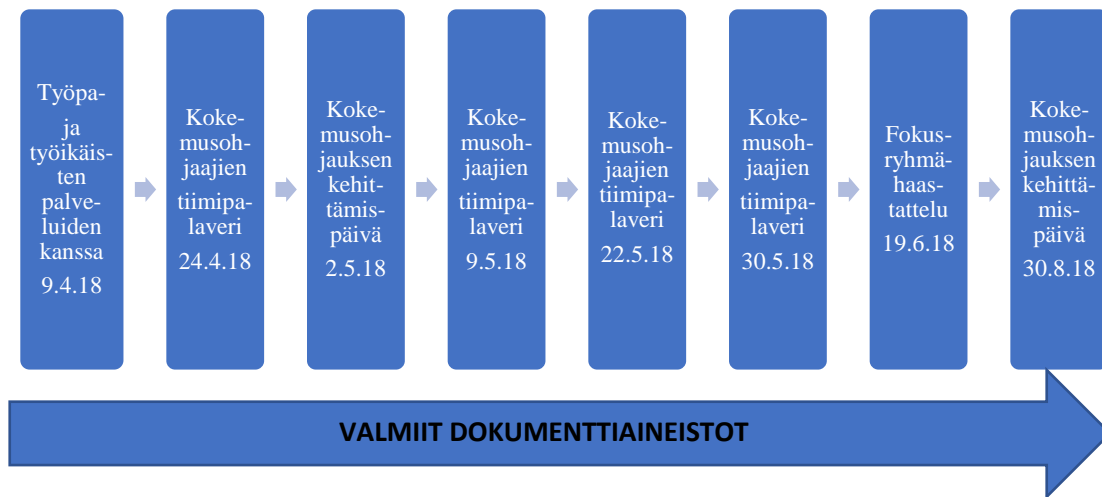 Työpa-
ja
työikäis-
ten
palve-
luiden
kanssa
9.4.18
Koke-
musoh-
jaajien
tiimipa-
laveri
24.4.18
Koke-
musoh-
jauksen
kehit-
tämis-
päivä
2.5.18
Koke-
musoh-
jaajien
tiimipa-
laveri
9.5.18
Koke-
musoh-
jaajien
tiimipa-
laveri
22.5.18
Koke-
musoh-
jaajien
tiimipa-
laveri
30.5.18
Fokus-
ryhmä-
haas-
tattelu
19.6.18
Koke-
musoh-
jauksen
kehittä-
mis-
päivä
30.8.18
VALMIIT DOKUMENTTIAINEISTOT